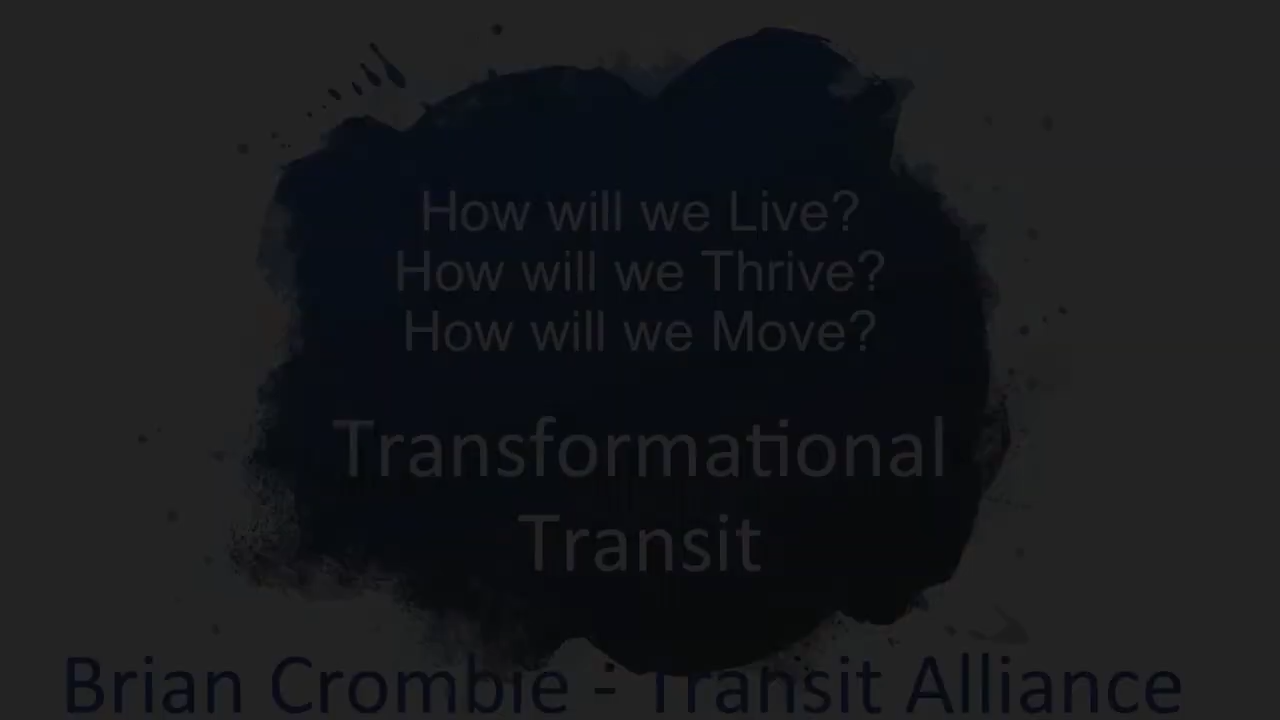 How will we Live?
How will we Thrive?
How will we Move?
Transformational
Transit
Brian Crombie - Transit Alliance